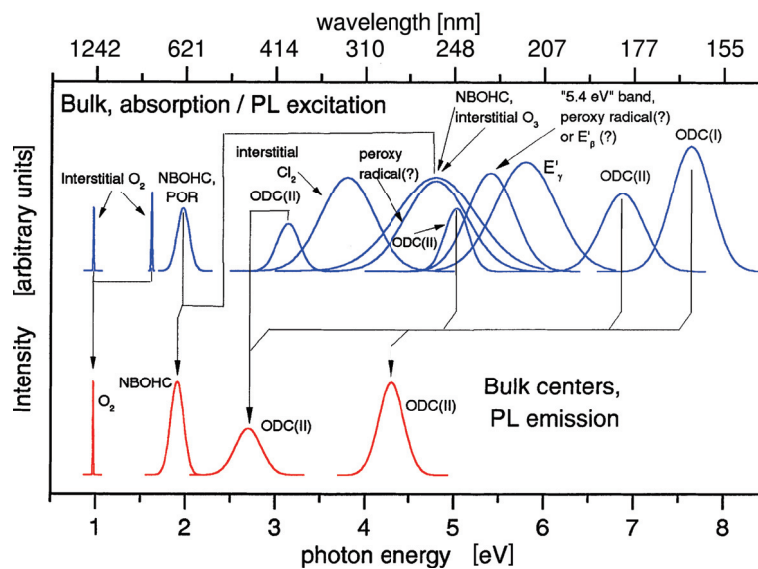 wavelength [nm]
1242 621 414 310 248 207 177 155
Bulk, absorption / PL excitation
NBOHC,
interstitial O3
"5.4 eV" band,
peroxy radical(?)
or E'β (?)
ODC(I)
Interstitial O2
NBOHC,
POR
interstitial
Cl2
ODC(II)
peroxy
radical(?)
ODC(II)
E'γ
ODC(II)
Intensity [arbitrary units]
O2
NBOHC
ODC(II)
ODC(II)
Bulk centers,
PL emission
1 2 3 4 5 6 7 8
photon energy [eV]